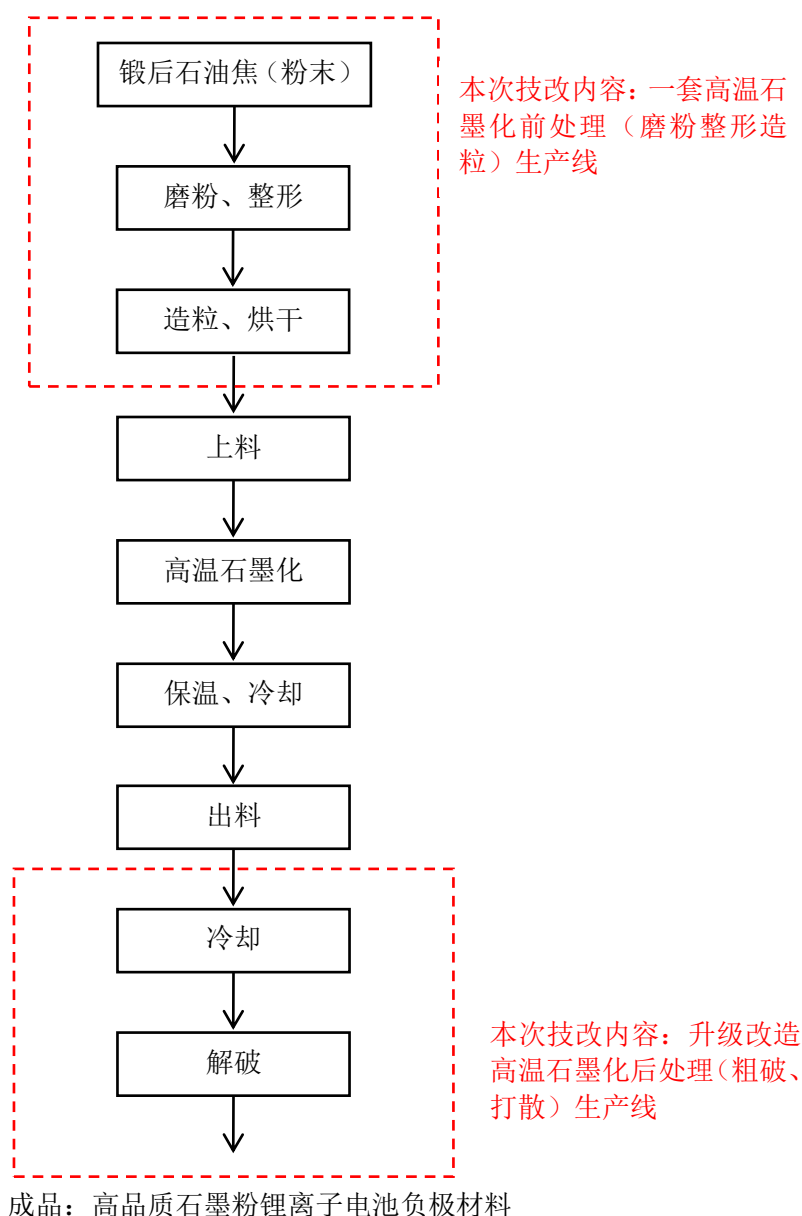 锻后石油焦（粉末）
本次技改内容：一套高温石
墨化前处理（磨粉整形造
粒）生产线
磨粉、整形
造粒、烘干
上料
高温石墨化
保温、冷却
出料
冷却
解破
本次技改内容：升级改造
高温石墨化后处理（粗破、
打散）生产线
成品：高品质石墨粉锂离子电池负极材料